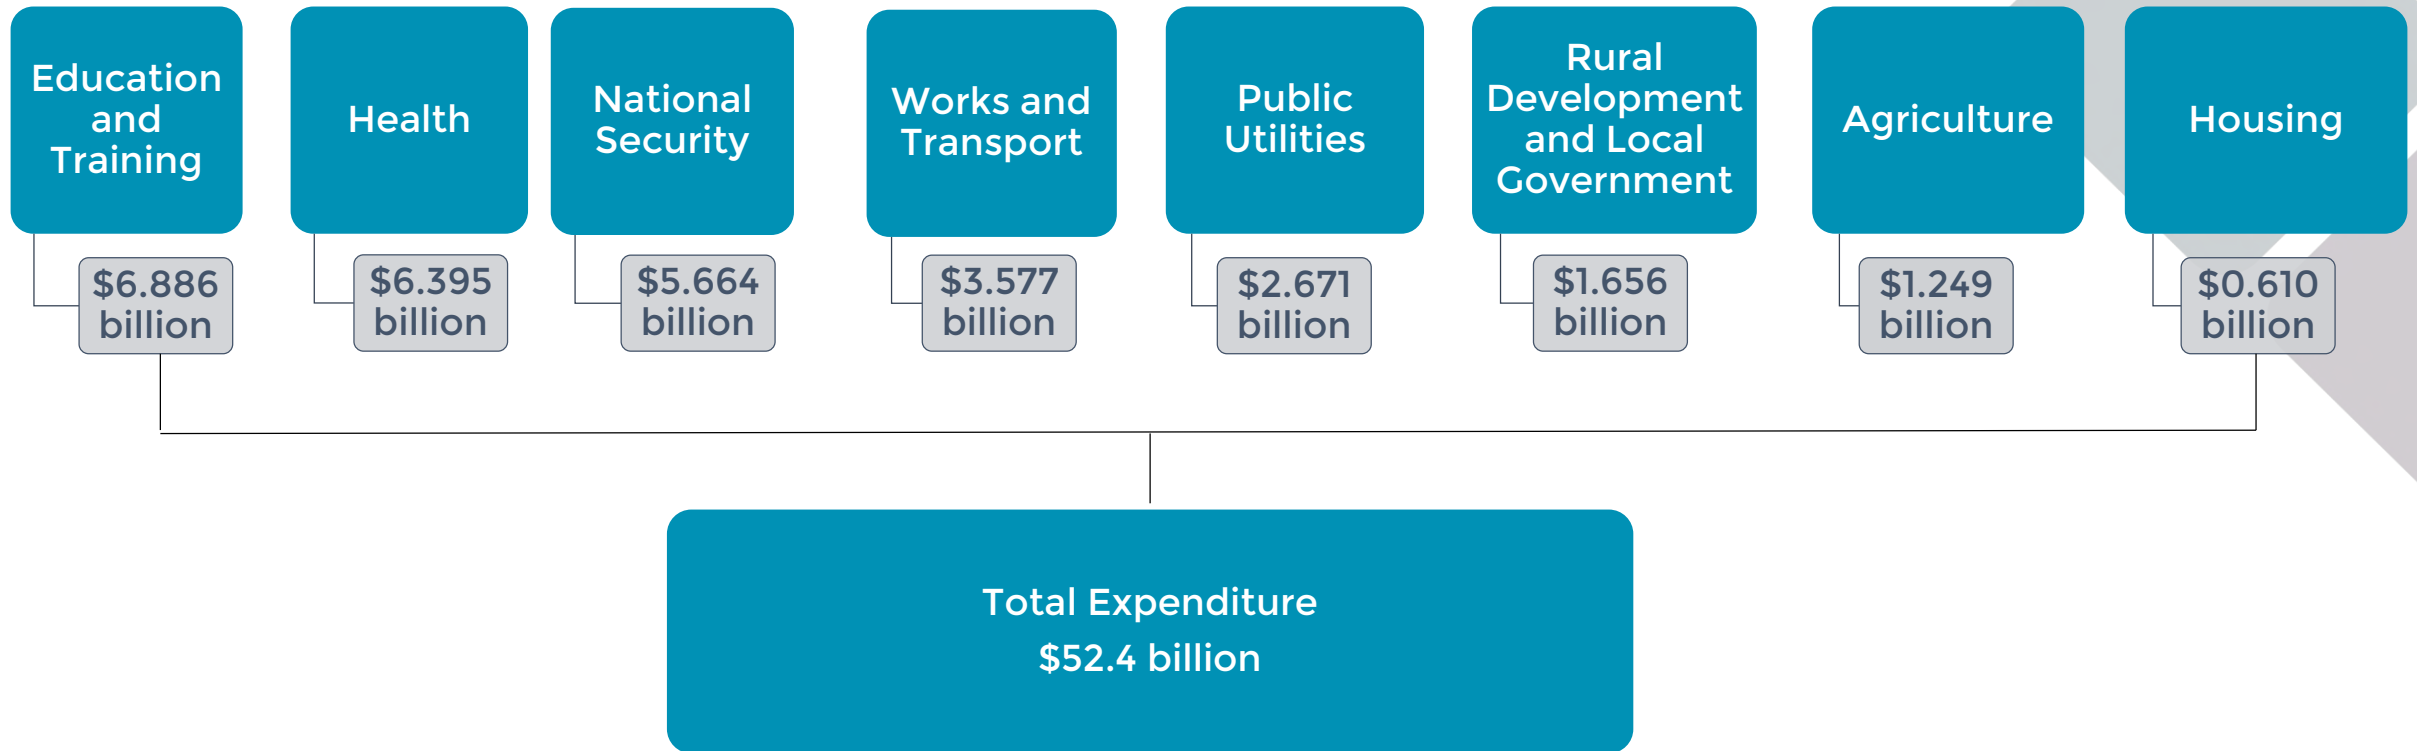 Education
and
Training
Health
National
Security
Works and
Transport
Public
Utilities
Rural
Development
and Local
Government
Agriculture
Housing
$6.886
billion
$6.395
billion
$5.664
billion
$3.577
billion
$2.671
billion
$1.656
billion
$1.249
billion
$0.610
billion
Total Expenditure
$52.4 billion